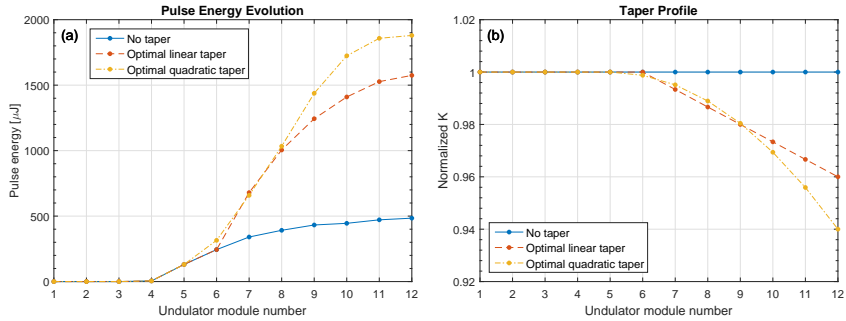 Pulse Energy Evolution
(a)
No taper
Optimal linear taper
Optimal quadratic taper
2000
1500
1000
500
0
Pulse energy [μJ]
1 2 3 4 5 6 7 8 9 10 11 12
Undulator module number
Taper Profile
(b)
1.02
1
0.98
0.96
0.94
0.92
Normalized K
No taper
Optimal linear taper
Optimal quadratic taper
1 2 3 4 5 6 7 8 9 10 11 12
Undulator module number